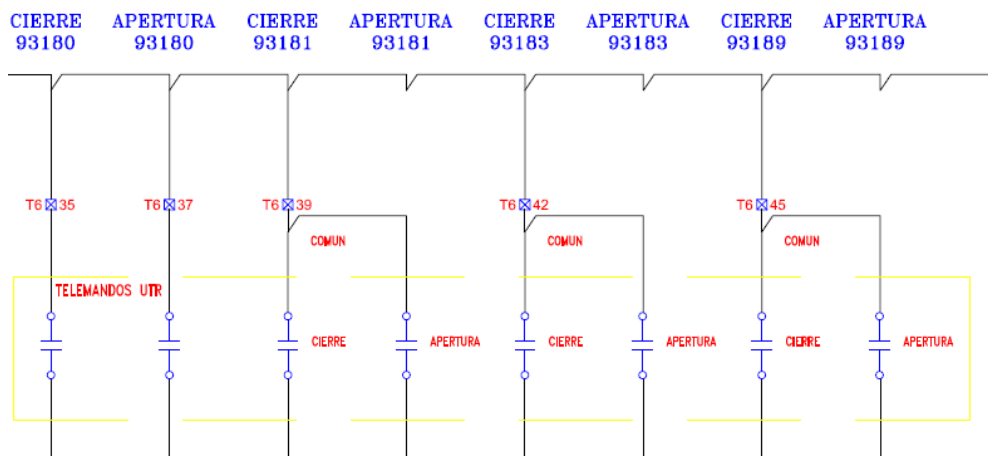 CIERRE APERTURA CIERRE APERTURA CIERRE APERTURA CIERRE APERTURA
93180 93180 93181 93181 93183 93183 93189 93189
T6 35 T6 37 T6 39 T6 42 T6 45
COMUN COMUN COMUN
TELEMANDOS UTR
CIERRE APERTURA CIERRE APERTURA CIERRE APERTURA